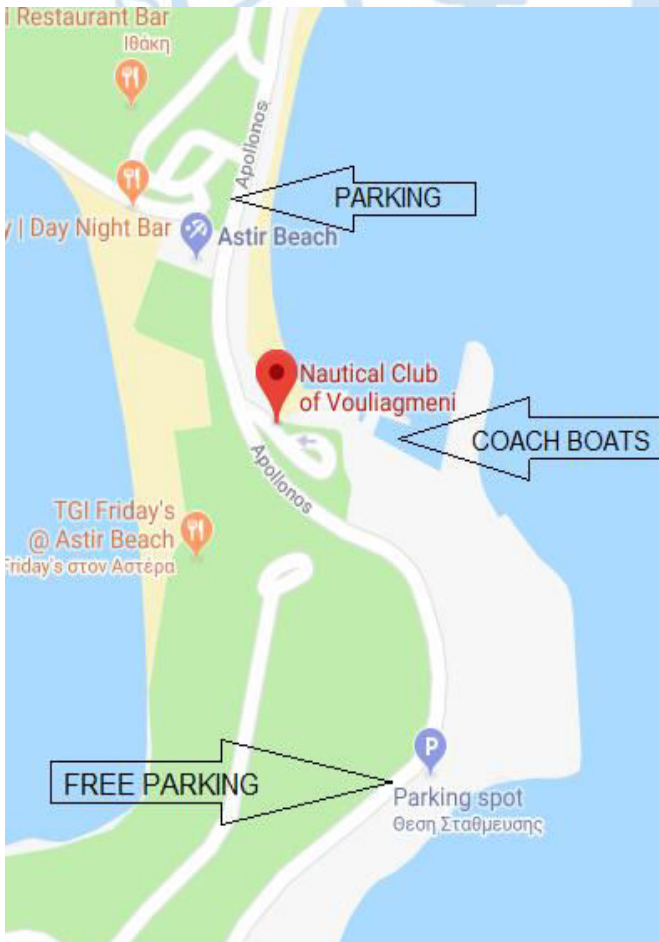 i Restaurant Bar
Ιθάκη
Apollonos
PARKING
y | Day Night Bar
Astir Beach
Nautical Club
of Vouliagmeni
COACH BOATS
Apollonos
TGI Friday's
@ Astir Beach
Friday's στον Αστέρα
FREE PARKING
P
Parking spot
Θεση Σταθμευσης